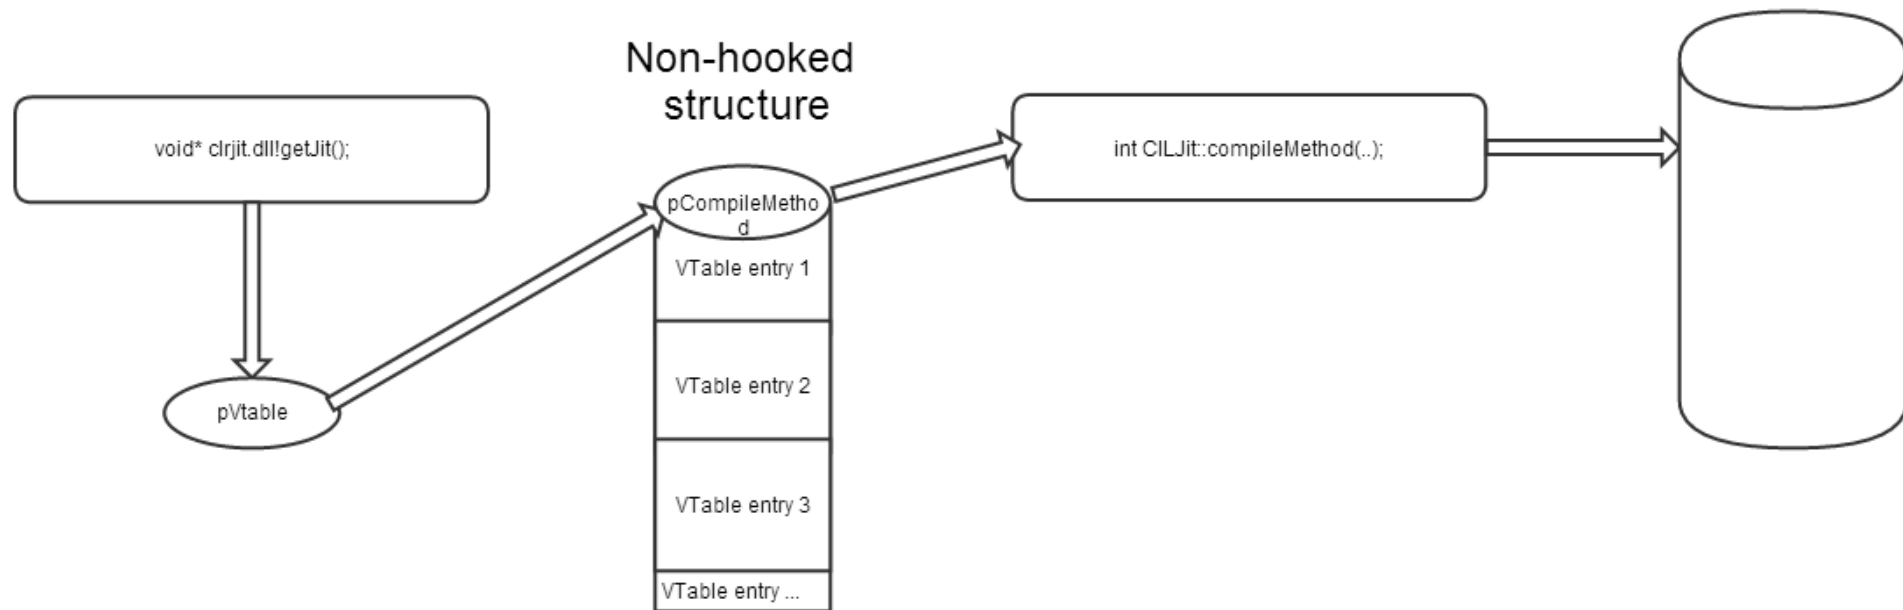 Non-hooked
structure
void* clrjit.dll!getJit();
int CILJit::compileMethod(..);
pCompileMetho
d
VTable entry 1
VTable entry 2
pVtable
VTable entry 3
VTable entry ...